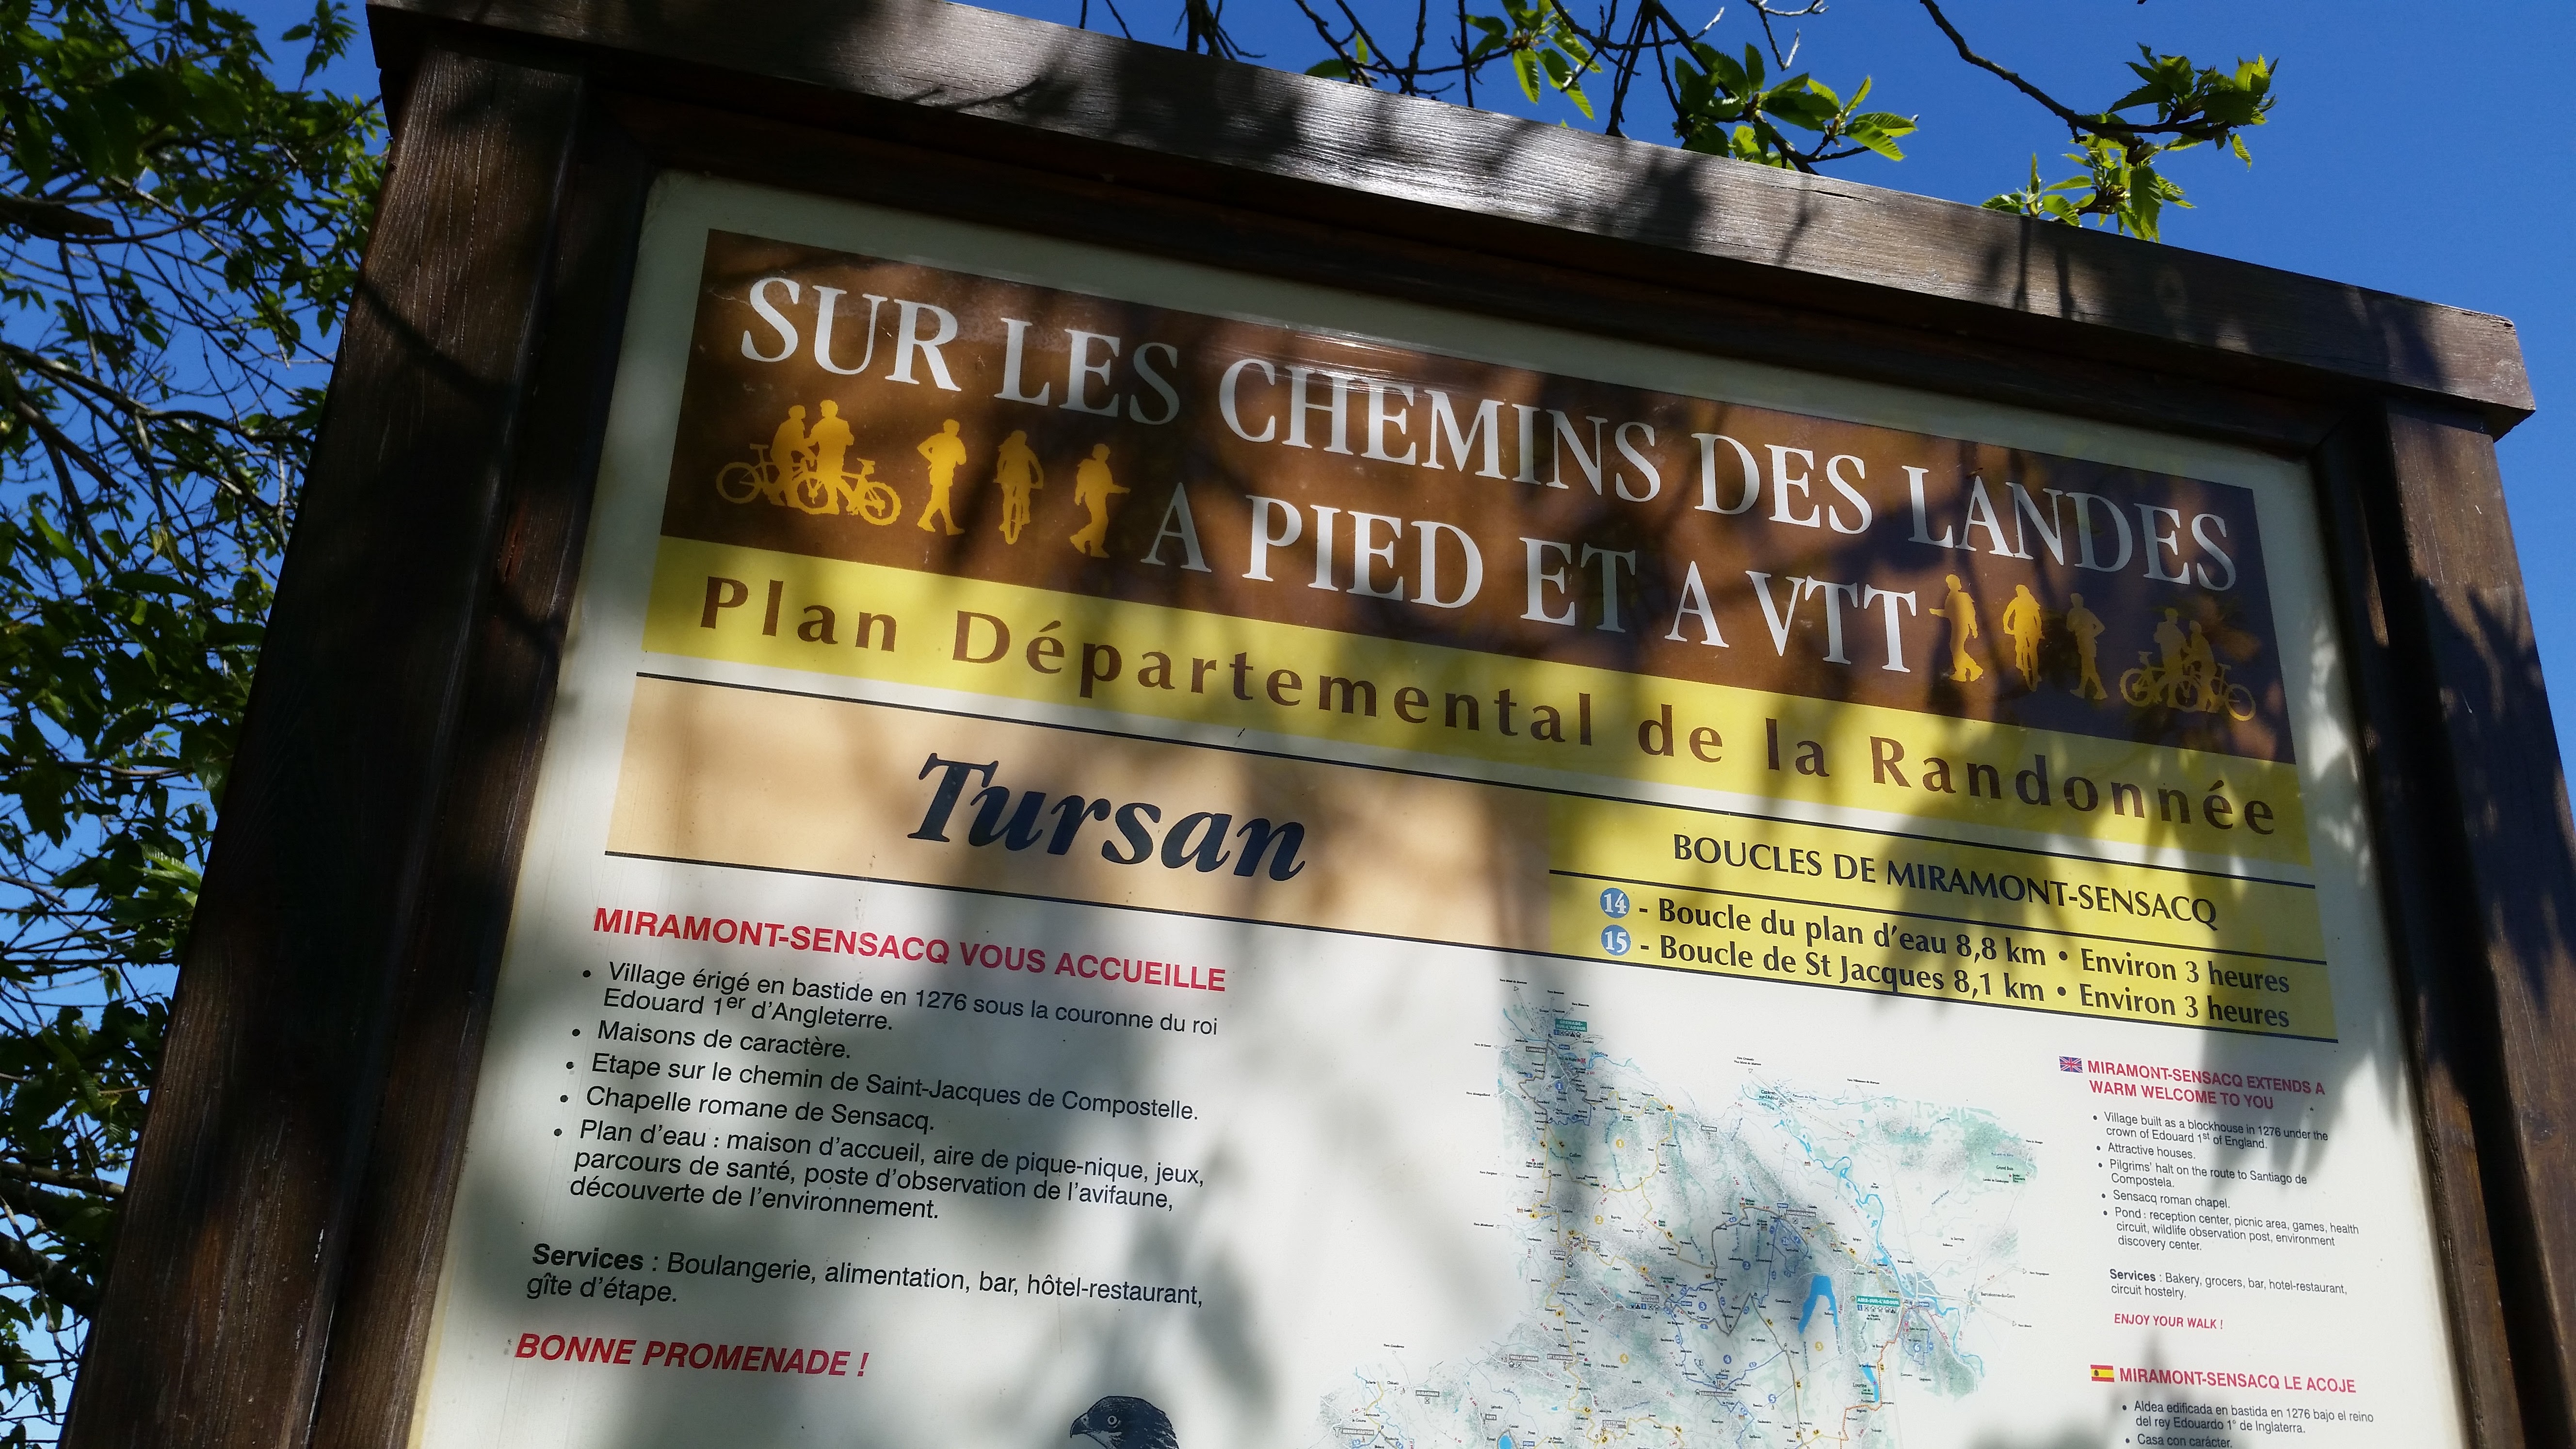 SUR LES CHEMINS DES LANDES
A PIED ET A VTT
Plan Départemental de la Randonnée
Tursan
BOUCLES DE MIRAMONT-SENSACQ
14 - Boucle du plan d'eau 8,8 km • Environ 3 heures
15 - Boucle de St Jacques 8,1 km • Environ 3 heures
MIRAMONT-SENSACQ VOUS ACCUEILLE
• Village érigé en bastide en 1276 sous la couronne du roi
Edouard 1er d'Angleterre.
• Maisons de caractère.
• Etape sur le chemin de Saint-Jacques de Compostelle.
• Chapelle romane de Sensacq.
• Plan d'eau : maison d'accueil, aire de pique-nique, jeux,
parcours de santé, poste d'observation de l'avifaune,
découverte de l'environnement.
Services : Boulangerie, alimentation, bar, hôtel-restaurant,
gîte d'étape.
BONNE PROMENADE !
MIRAMONT-SENSACQ EXTENDS A
WARM WELCOME TO YOU
• Village built as a blockhouse in 1276 under the
crown of Edouard 1st of England.
• Attractive houses.
• Pilgrims' halt on the route to Santiago de
Compostela.
• Sensacq roman chapel.
• Pond : reception center, picnic area, games, health
circuit, wildlife observation post, environment
discovery center.
Services : Bakery, grocers, bar, hotel-restaurant,
circuit hostelry.
ENJOY YOUR WALK !
MIRAMONT-SENSACQ LE ACOJE
• Aldea edificada en bastida en 1276 bajo el reino
del rey Edouardo 1° de Inglaterra.
• Casa con carácter.